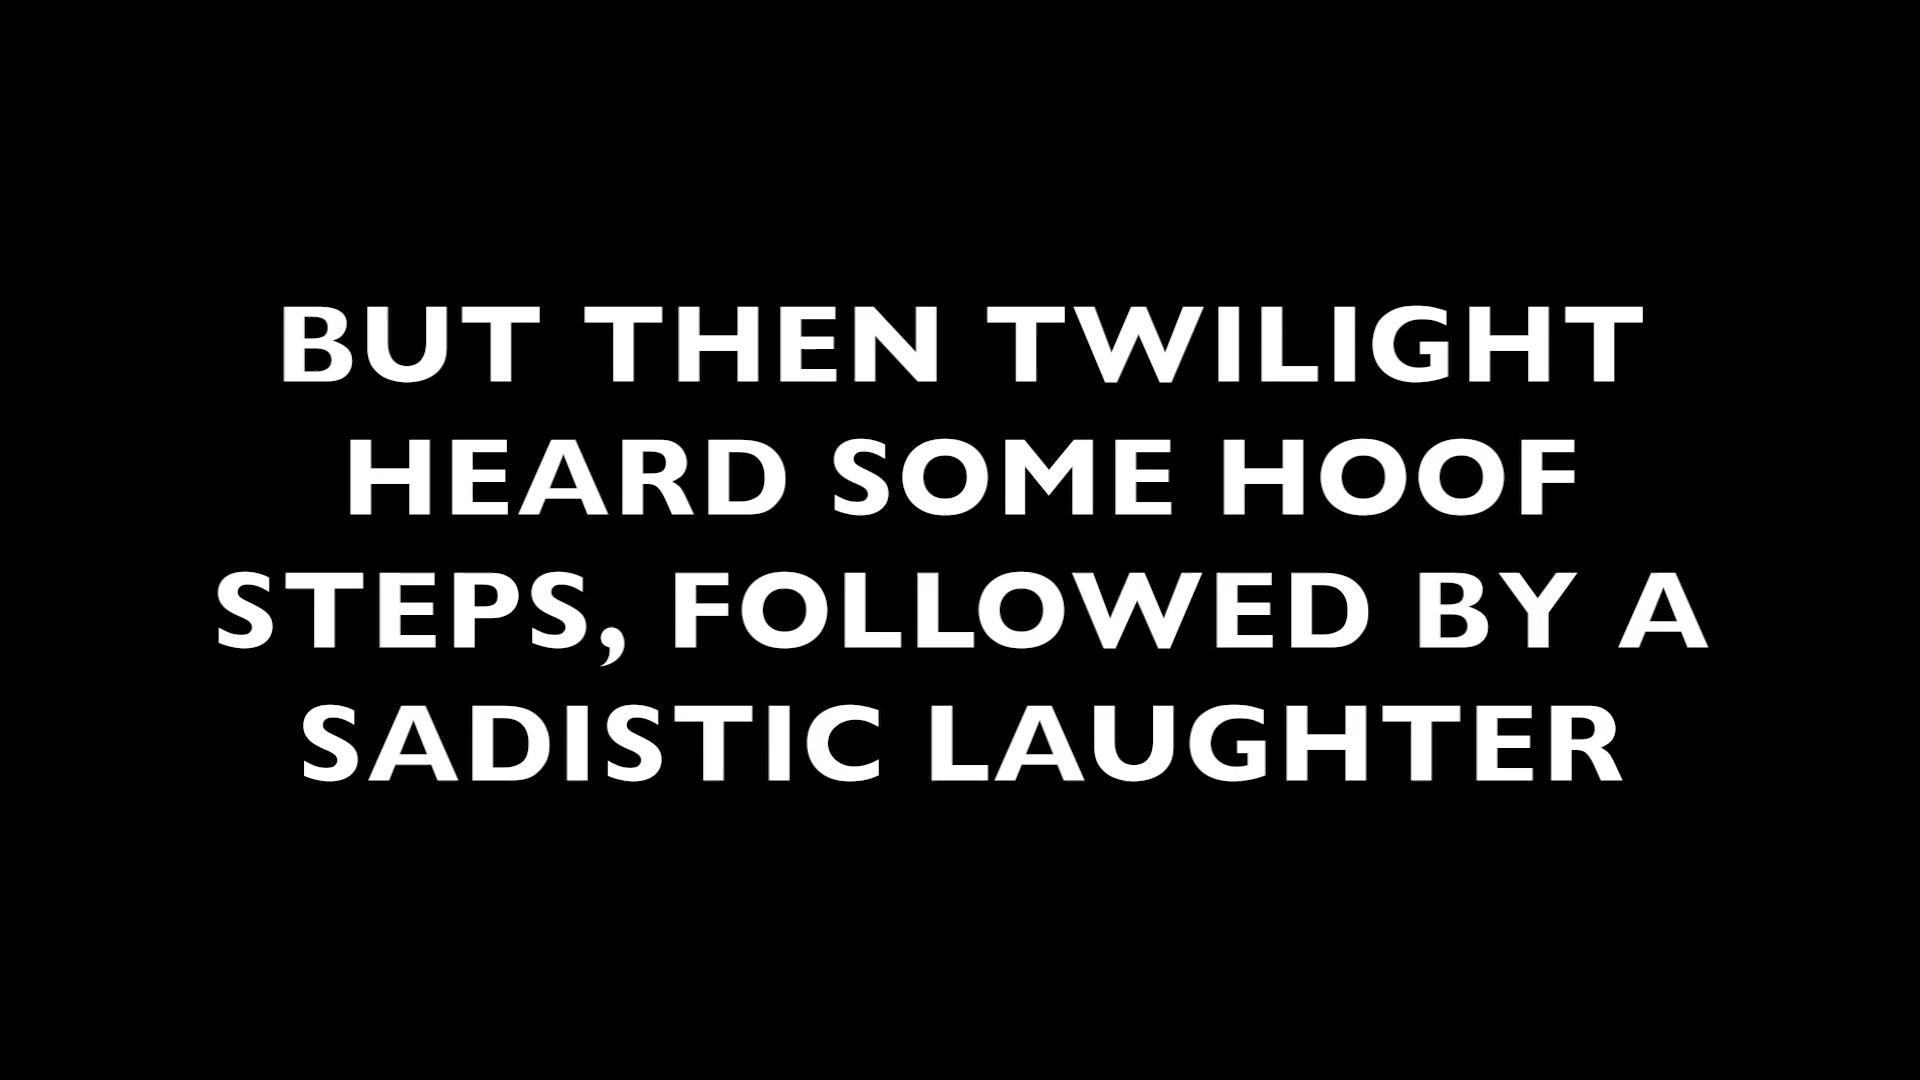 BUT THEN TWILIGHT
HEARD SOME HOOF
STEPS, FOLLOWED BY A
SADISTIC LAUGHTER